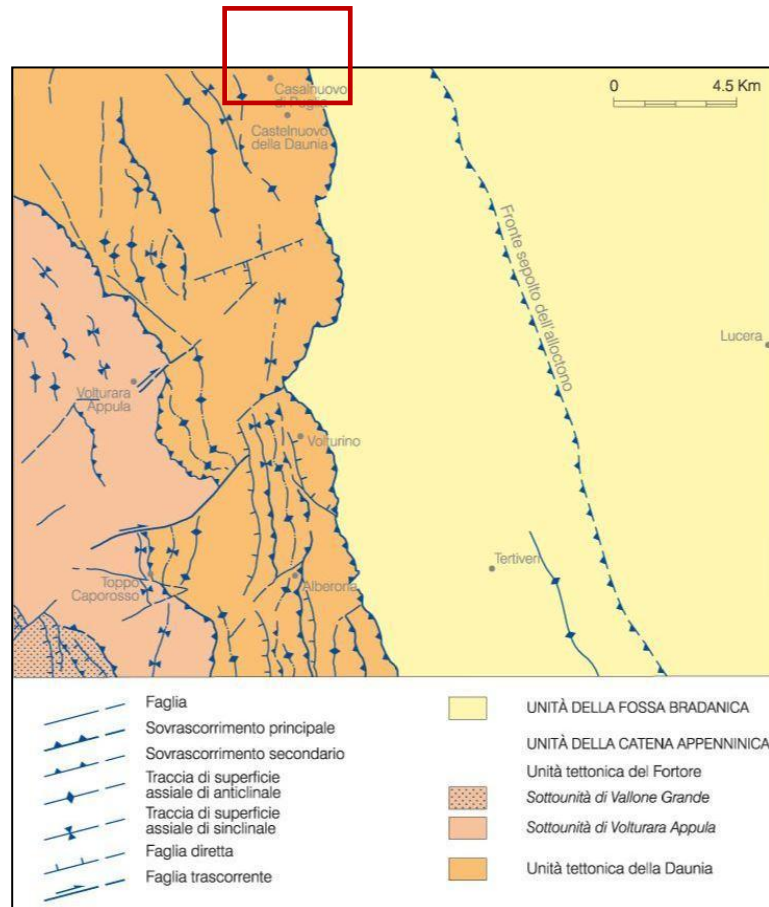 0 4.5 Km
Casalnuovo
di Puglia
Castelnuovo
della Daunia
Fronte sepolto dell'alloctono
Lucera
Volturara
Appula
Volturino
Tertiveri
Toppo
Caporosso
Alberona
Faglia
Sovrascorrimento principale
Sovrascorrimento secondario
Traccia di superficie
assiale di anticlinale
Traccia di superficie
assiale di sinclinale
Faglia diretta
Faglia trascorrente
UNITÀ DELLA FOSSA BRADANICA
UNITÀ DELLA CATENA APPENNINICA
Unità tettonica del Fortore
Sottounità di Vallone Grande
Sottounità di Volturara Appula
Unità tettonica della Daunia